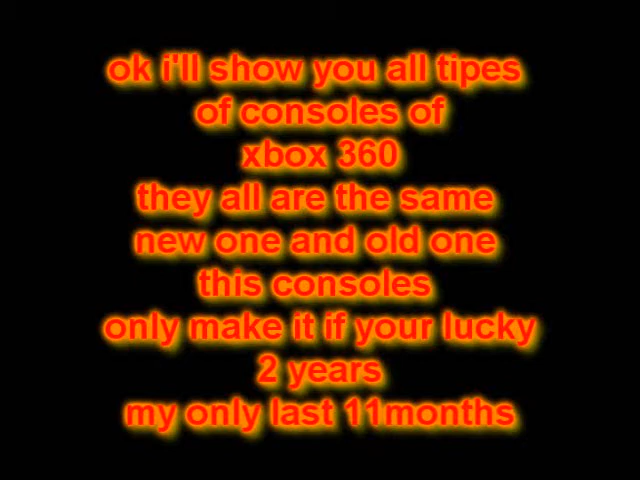 ok i'll show you all tipes
of consoles of
xbox 360
they all are the same
new one and old one
this consoles
only make it if your lucky
2 years
my only last 11months